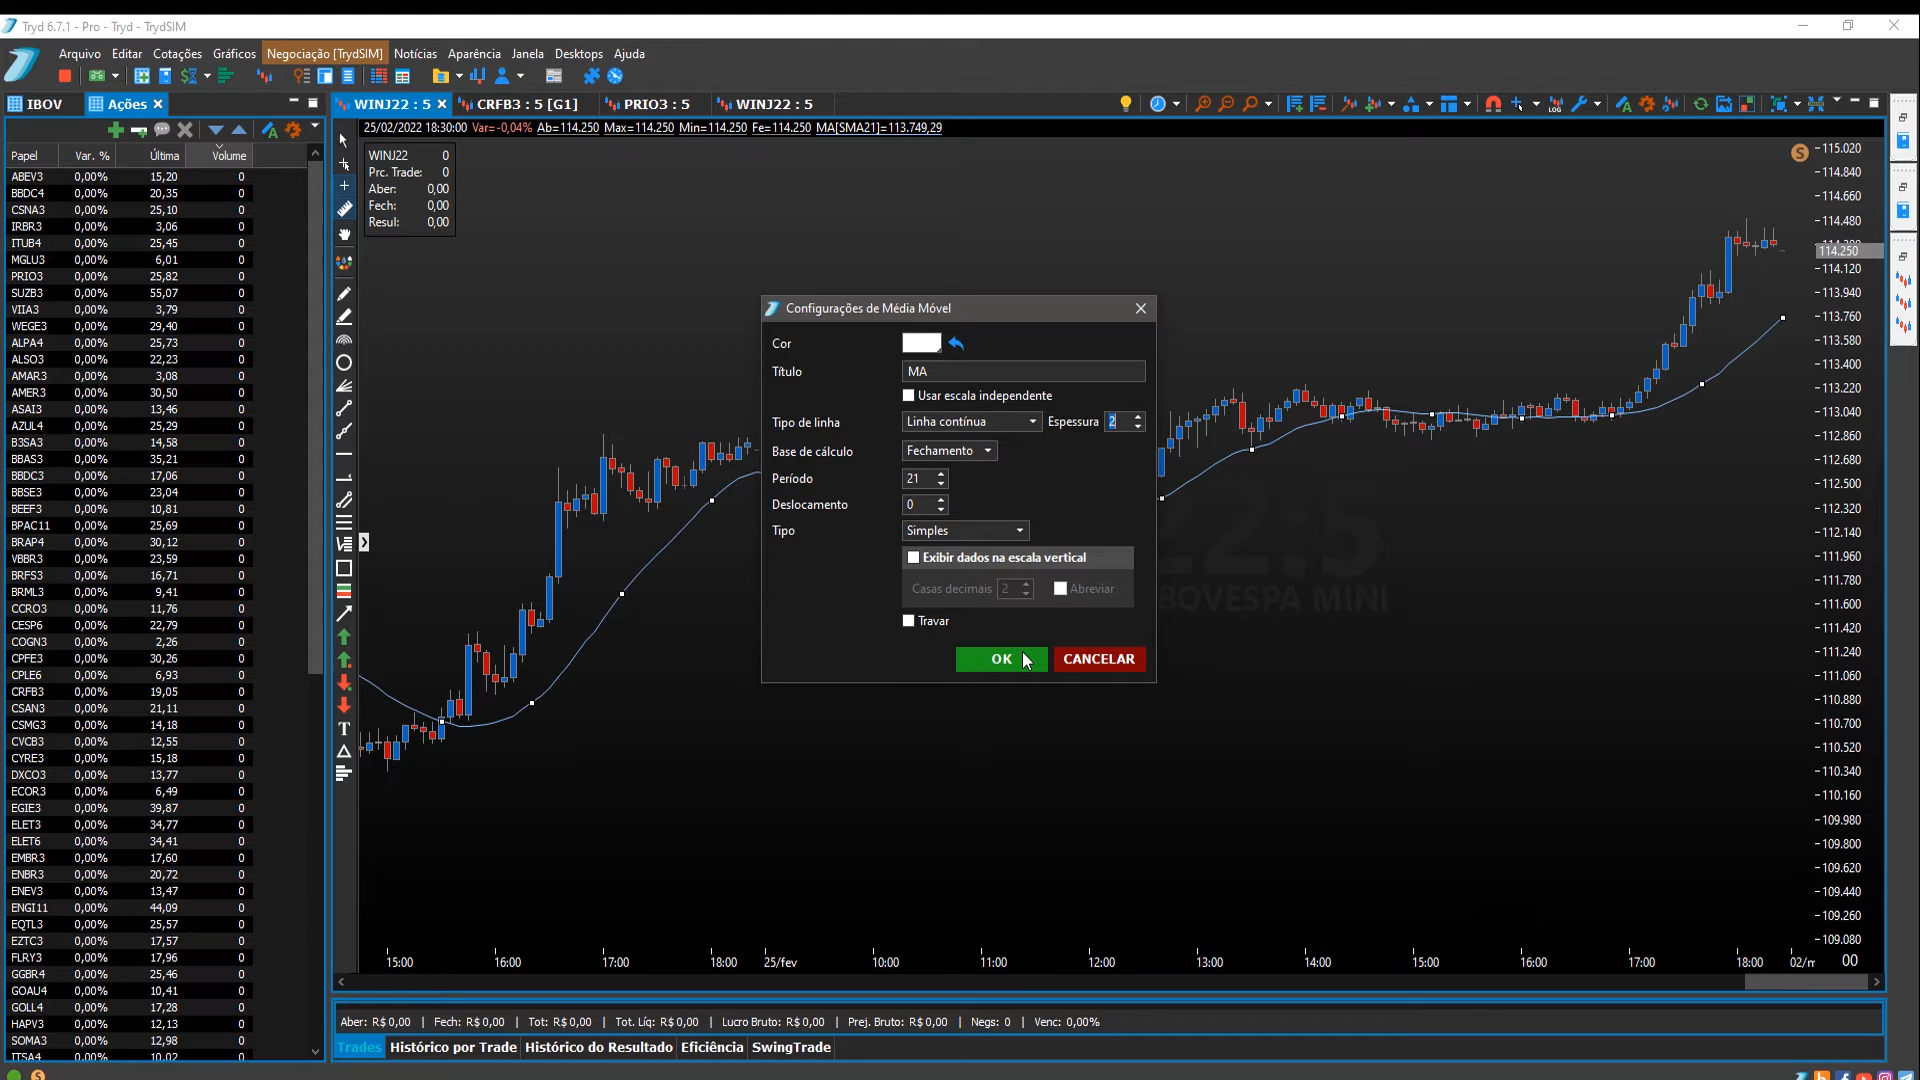 Tryd 6.7.1 - Pro - Tryd - TrydSIM
Arquivo Editar Cotações Gráficos Negociação [TrydSIM] Notícias Aparência Janela Desktops Ajuda
IBOV Ações WINJ22 : 5 CRFB3 : 5 [G1] PRIO3 : 5 WINJ22 : 5
25/02/2022 18:30:00 Var=-0,04% Ab=114.250 Max=114.250 Min=114.250 Fe=114.250 MA[SMA21]=113.749,29
Papel Var. % Última Volume
ABEV3 0,00% 15,20 0
BBDC4 0,00% 20,35 0
CSNA3 0,00% 25,10 0
IRBR3 0,00% 3,06 0
ITUB4 0,00% 25,45 0
MGLU3 0,00% 6,01 0
PRIO3 0,00% 25,82 0
SUZB3 0,00% 55,07 0
VIIA3 0,00% 3,79 0
WEGE3 0,00% 29,40 0
ALPA4 0,00% 25,73 0
ALSO3 0,00% 22,23 0
AMAR3 0,00% 3,08 0
AMER3 0,00% 30,50 0
ASAI3 0,00% 13,46 0
AZUL4 0,00% 25,29 0
B3SA3 0,00% 14,58 0
BBAS3 0,00% 35,21 0
BBDC3 0,00% 17,06 0
BBSE3 0,00% 23,04 0
BEEF3 0,00% 10,81 0
BPAC11 0,00% 25,69 0
BRAP4 0,00% 30,12 0
VBBR3 0,00% 23,59 0
BRFS3 0,00% 16,71 0
BRML3 0,00% 9,41 0
CCRO3 0,00% 11,76 0
CESP6 0,00% 22,79 0
COGN3 0,00% 2,26 0
CPFE3 0,00% 30,26 0
CPLE6 0,00% 6,93 0
CRFB3 0,00% 19,05 0
CSAN3 0,00% 21,11 0
CSMG3 0,00% 14,18 0
CVCB3 0,00% 12,55 0
CYRE3 0,00% 15,18 0
DXCO3 0,00% 13,77 0
ECOR3 0,00% 6,49 0
EGIE3 0,00% 39,87 0
ELET3 0,00% 34,77 0
ELET6 0,00% 34,41 0
EMBR3 0,00% 17,60 0
ENBR3 0,00% 20,72 0
ENEV3 0,00% 13,47 0
ENGI11 0,00% 44,09 0
EQTL3 0,00% 25,57 0
EZTC3 0,00% 17,57 0
FLRY3 0,00% 17,96 0
GGBR4 0,00% 25,46 0
GOAU4 0,00% 10,41 0
GOLL4 0,00% 17,28 0
HAPV3 0,00% 12,13 0
SOMA3 0,00% 12,98 0
ITSA4 0,00% 10,02 0
WINJ22 0
Prc. Trade: 0
Aber: 0,00
Fech: 0,00
Resul: 0,00
LOG
S
T
Configurações de Média Móvel
Cor
Título MA
Usar escala independente
Tipo de linha Linha contínua Espessura 2
Base de cálculo Fechamento
Período 21
Deslocamento 0
Tipo Simples
Exibir dados na escala vertical
Casas decimais 2 Abreviar
Travar
OK CANCELAR
22:5
BOVESPA MINI
115.020
114.840
114.660
114.480
114.250
114.120
113.940
113.760
113.580
113.400
113.220
113.040
112.860
112.680
112.500
112.320
112.140
111.960
111.780
111.600
111.420
111.240
111.060
110.880
110.700
110.520
110.340
110.160
109.980
109.800
109.620
109.440
109.260
109.080
15:00 16:00 17:00 18:00 25/fev 10:00 11:00 12:00 13:00 14:00 15:00 16:00 17:00 18:00 02/m 00
Aber: R$ 0,00 | Fech: R$ 0,00 | Tot: R$ 0,00 | Tot. Líq: R$ 0,00 | Lucro Bruto: R$ 0,00 | Prej. Bruto: R$ 0,00 | Negs: 0 | Venc: 0,00%
Trades Histórico por Trade Histórico do Resultado Eficiência SwingTrade
S